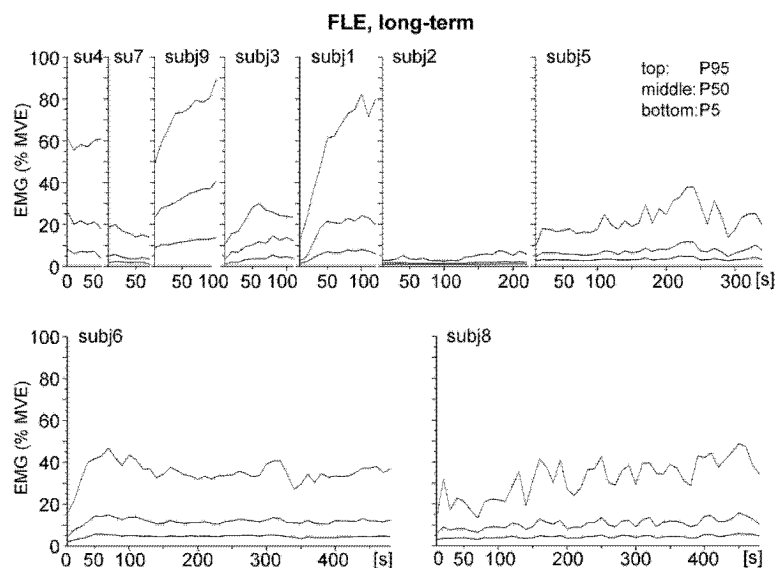 FLE, long-term
su4 su7 subj9 subj3 subj1 subj2 subj5
top: P95
middle: P50
bottom: P5
EMG (% MVE)
100
80
60
40
20
0
0 50 50 50 100 50 100 50 100 50 100 150 200 50 100 200 300 [s]
subj6 subj8
EMG (% MVE)
100
80
60
40
20
0
0 50 100 200 300 400 [s] 0 50 100 200 300 400 [s]